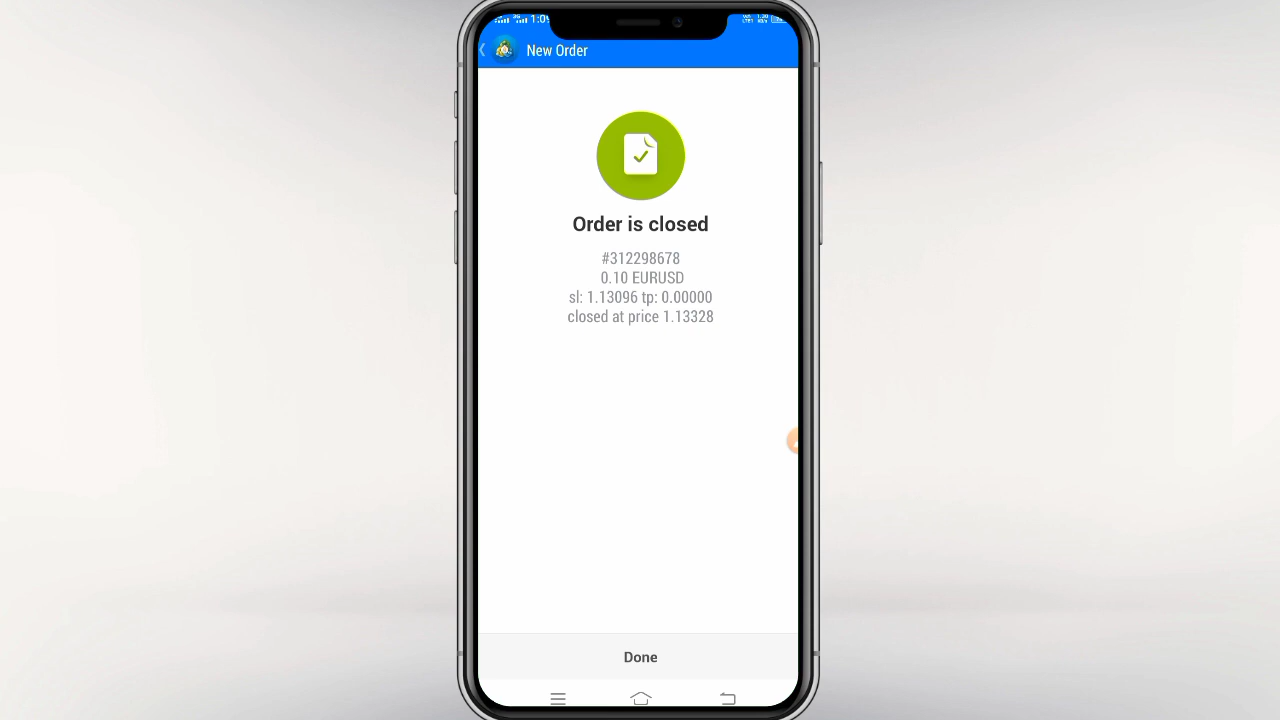 New Order
Order is closed
#312298678
0.10 EURUSD
sl: 1.13096 tp: 0.00000
closed at price 1.13328
Done